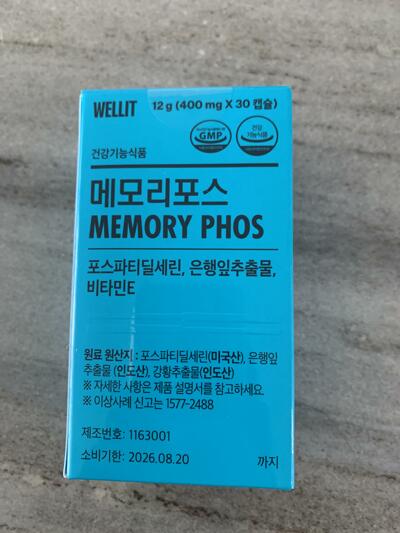 WELLIT 12 g (400 mg X 30 캡슐)
GMP
건강
기능식품
건강기능식품
메모리포스
MEMORY PHOS
포스파티딜세린, 은행잎추출물,
비타민E
원료 원산지 : 포스파티딜세린(미국산), 은행잎
추출물 (인도산), 강황추출물(인도산)
※ 자세한 사항은 제품 설명서를 참고하세요.
※ 이상사례 신고는 1577-2488
제조번호: 1163001
소비기한: 2026.08.20 까지